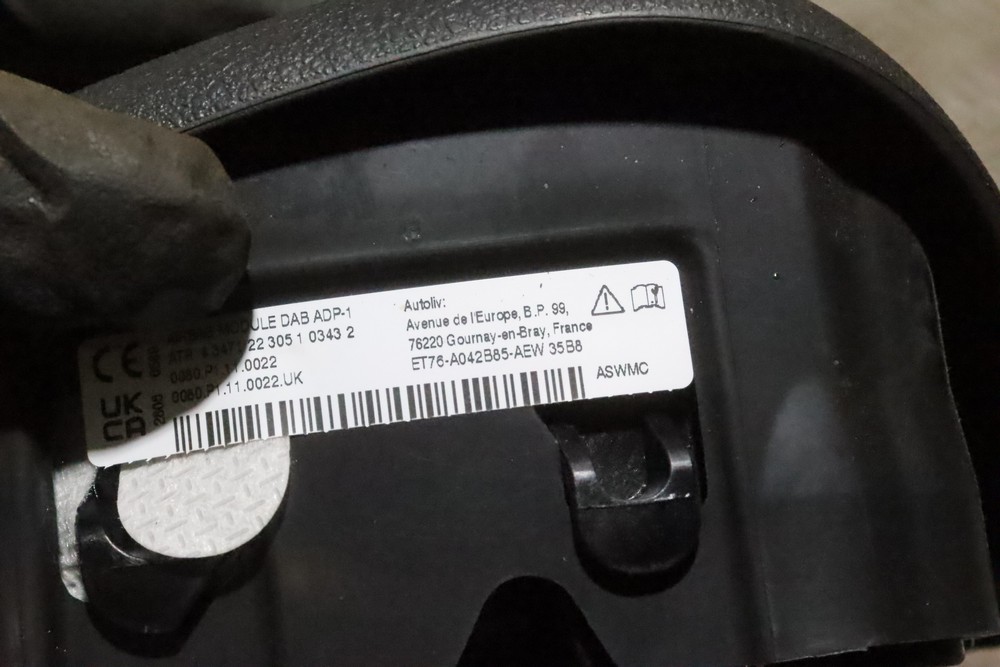 MODULE DAB ADP-1
22 305 1 0343 2
0080.P1.11.0022
0080.P1.11.0022.UK
CE
UK
CA
Autoliv:
Avenue de l'Europe, B.P. 99,
76220 Gournay-en-Bray, France
ET76-A042B85-AEW 35B8
ASWMC